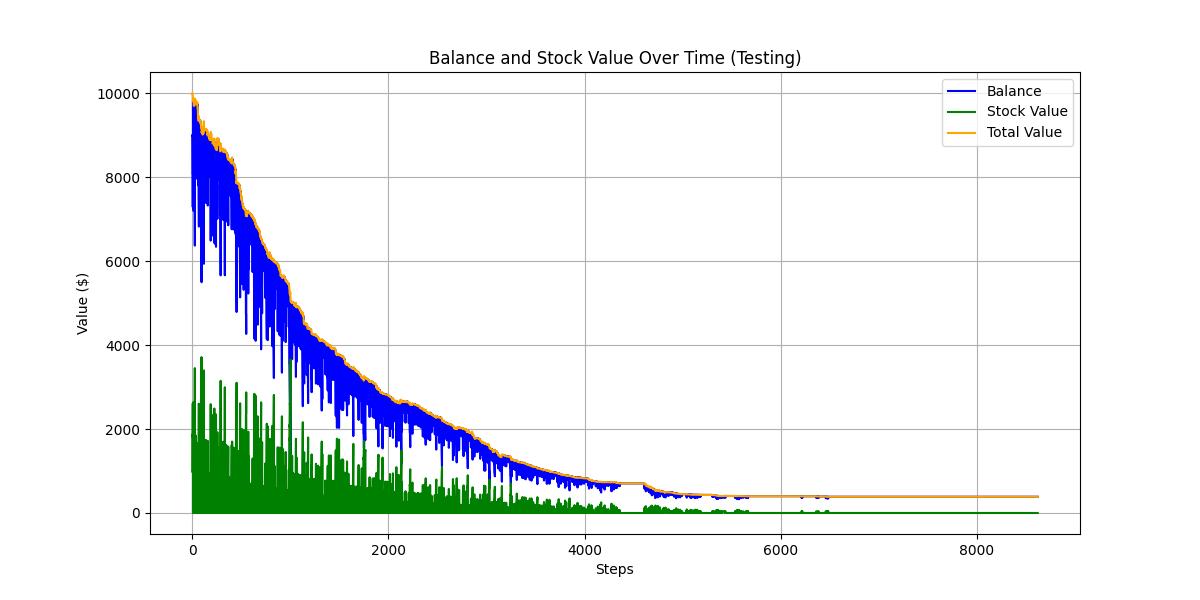 Balance and Stock Value Over Time (Testing)
Balance
Stock Value
Total Value
10000
8000
6000
4000
2000
0
Value ($)
0 2000 4000 6000 8000
Steps